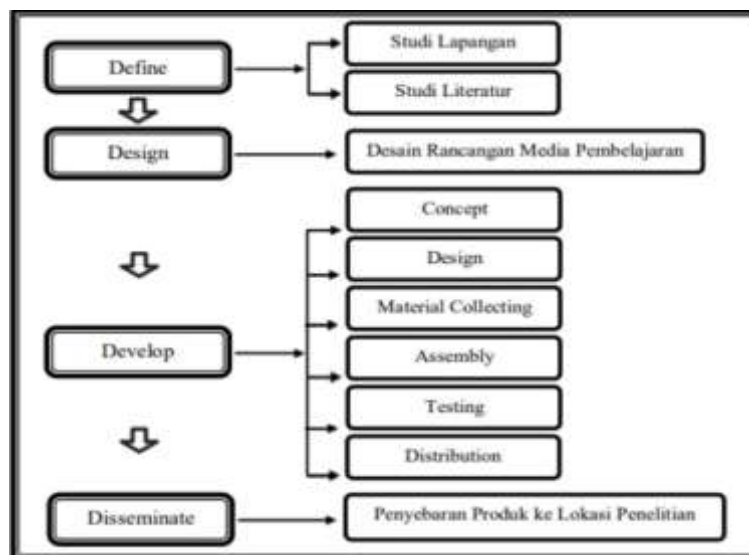 Define
Studi Lapangan
Studi Literatur
Design
Desain Rancangan Media Pembelajaran
Develop
Concept
Design
Material Collecting
Assembly
Testing
Distribution
Disseminate
Penyebaran Produk ke Lokasi Penelitian